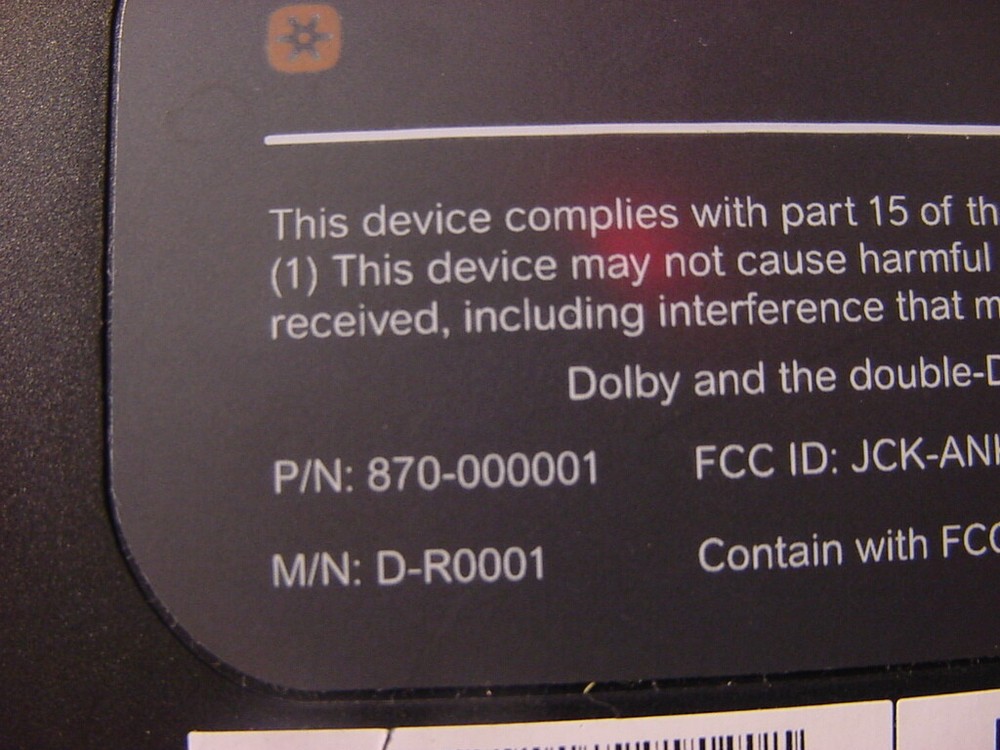 This device complies with part 15 of th
(1) This device may not cause harmful
received, including interference that m
Dolby and the double-D
P/N: 870-000001 FCC ID: JCK-AN
M/N: D-R0001 Contain with FCC